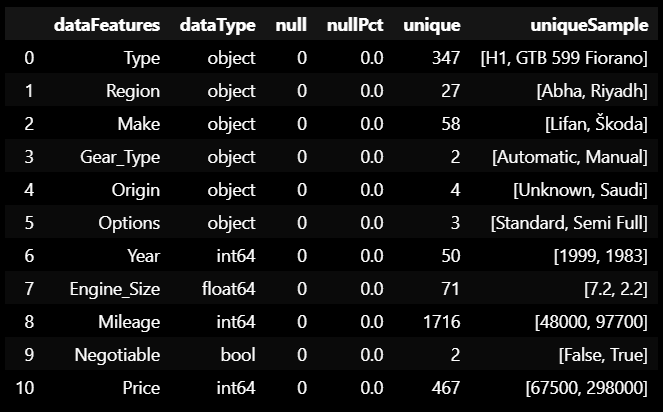 dataFeatures dataType null nullPct unique uniqueSample
0 Type object 0 0.0 347 [H1, GTB 599 Fiorano]
1 Region object 0 0.0 27 [Abha, Riyadh]
2 Make object 0 0.0 58 [Lifan, Škoda]
3 Gear_Type object 0 0.0 2 [Automatic, Manual]
4 Origin object 0 0.0 4 [Unknown, Saudi]
5 Options object 0 0.0 3 [Standard, Semi Full]
6 Year int64 0 0.0 50 [1999, 1983]
7 Engine_Size float64 0 0.0 71 [7.2, 2.2]
8 Mileage int64 0 0.0 1716 [48000, 97700]
9 Negotiable bool 0 0.0 2 [False, True]
10 Price int64 0 0.0 467 [67500, 298000]